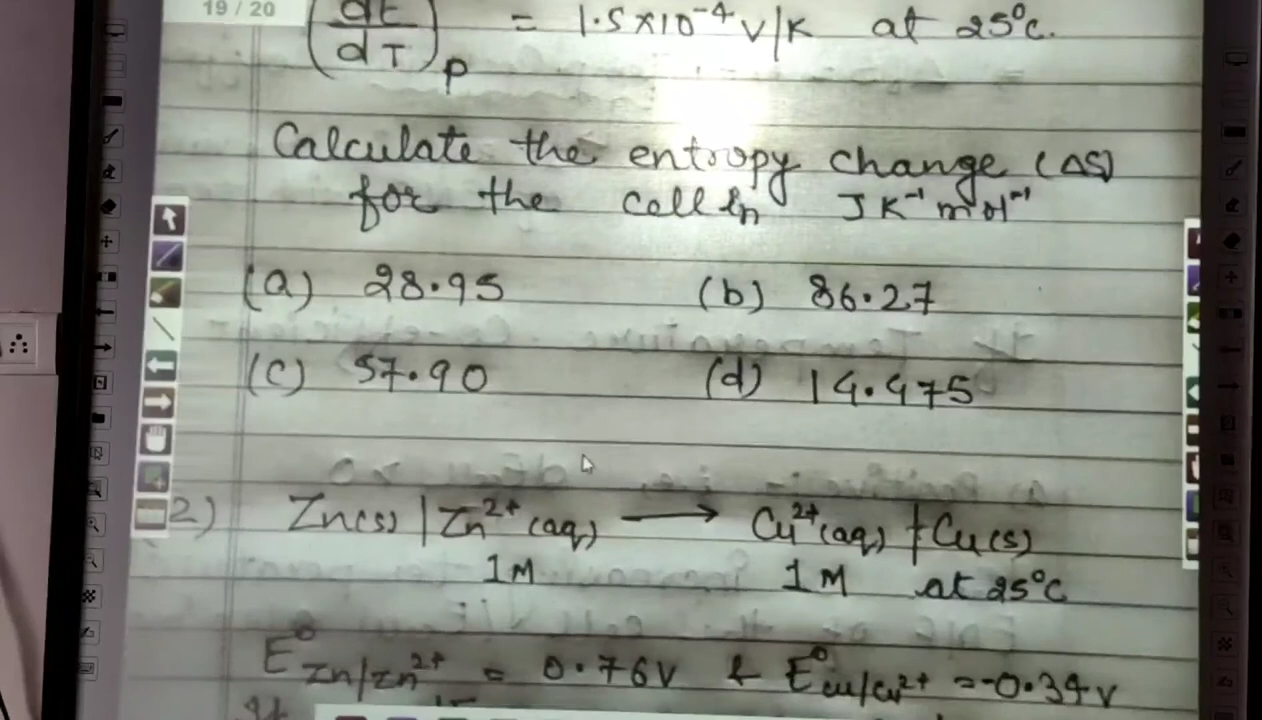 19 / 20
(dE/dT)p = 1.5×10⁻⁴ V/K at 25°C.
Calculate the entropy change (ΔS)
for the cell in JK⁻¹ mol⁻¹
(a) 28.95 (b) 86.27
(c) 57.90 (d) 14.475
2) Zn(s) | Zn²⁺(aq) → Cu²⁺(aq) | Cu(s)
1M 1M at 25°C
E° Zn/Zn²⁺ = 0.76V & E° Cu/Cu²⁺ = -0.34V